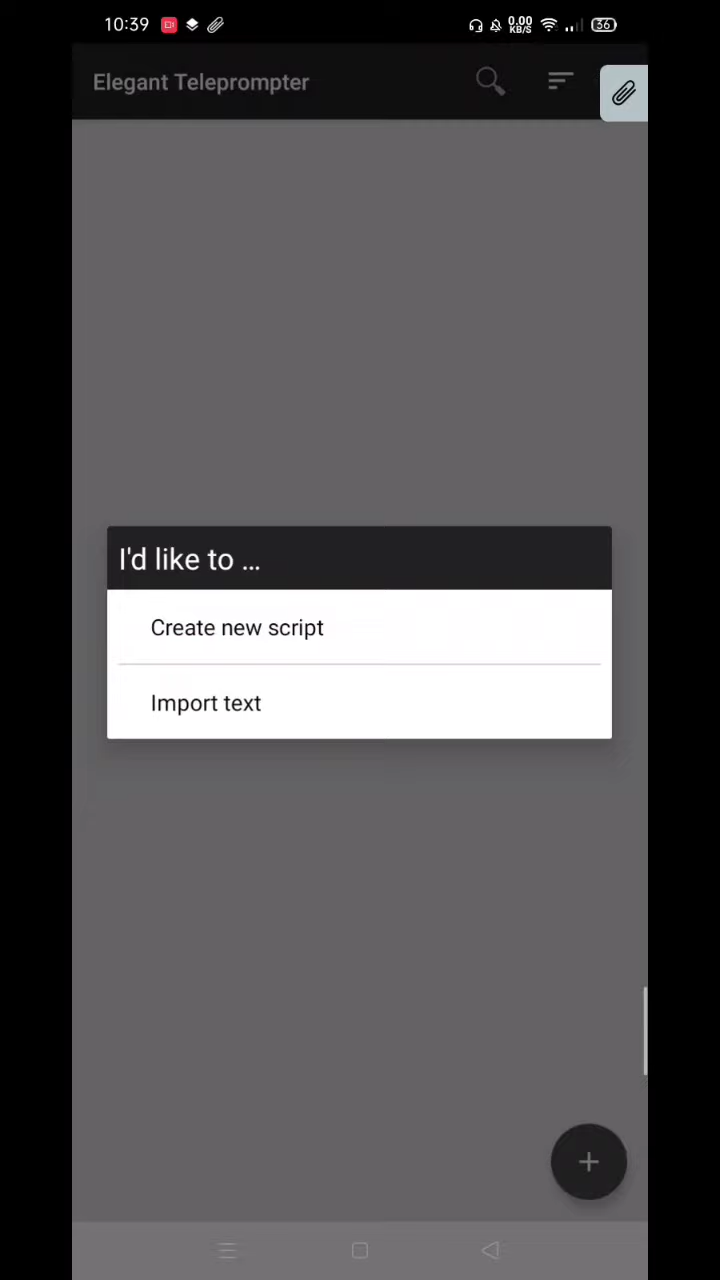 10:39
0.00
KB/S
36
Elegant Teleprompter
I'd like to ...
Create new script
Import text